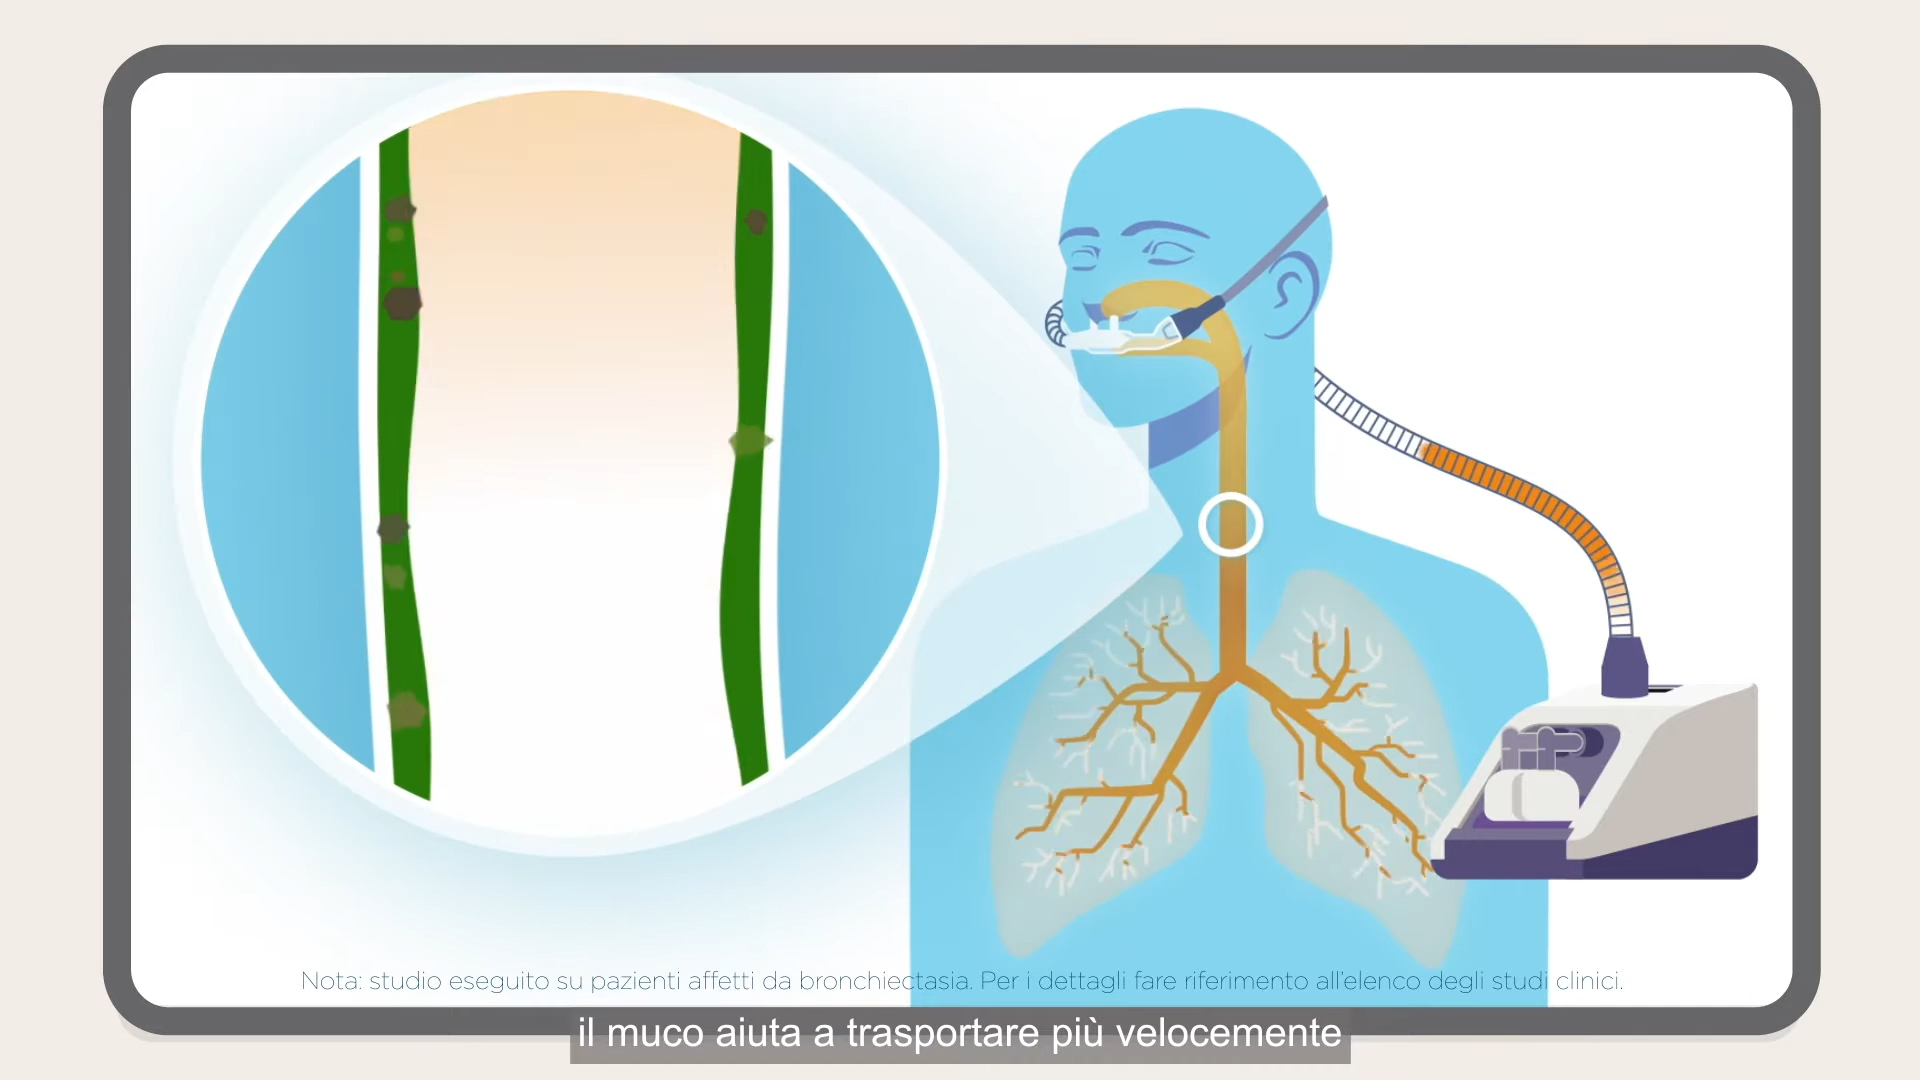 Nota: studio eseguito su pazienti affetti da bronchiectasia. Per i dettagli fare riferimento all'elenco degli studi clinici.
il muco aiuta a trasportare più velocemente